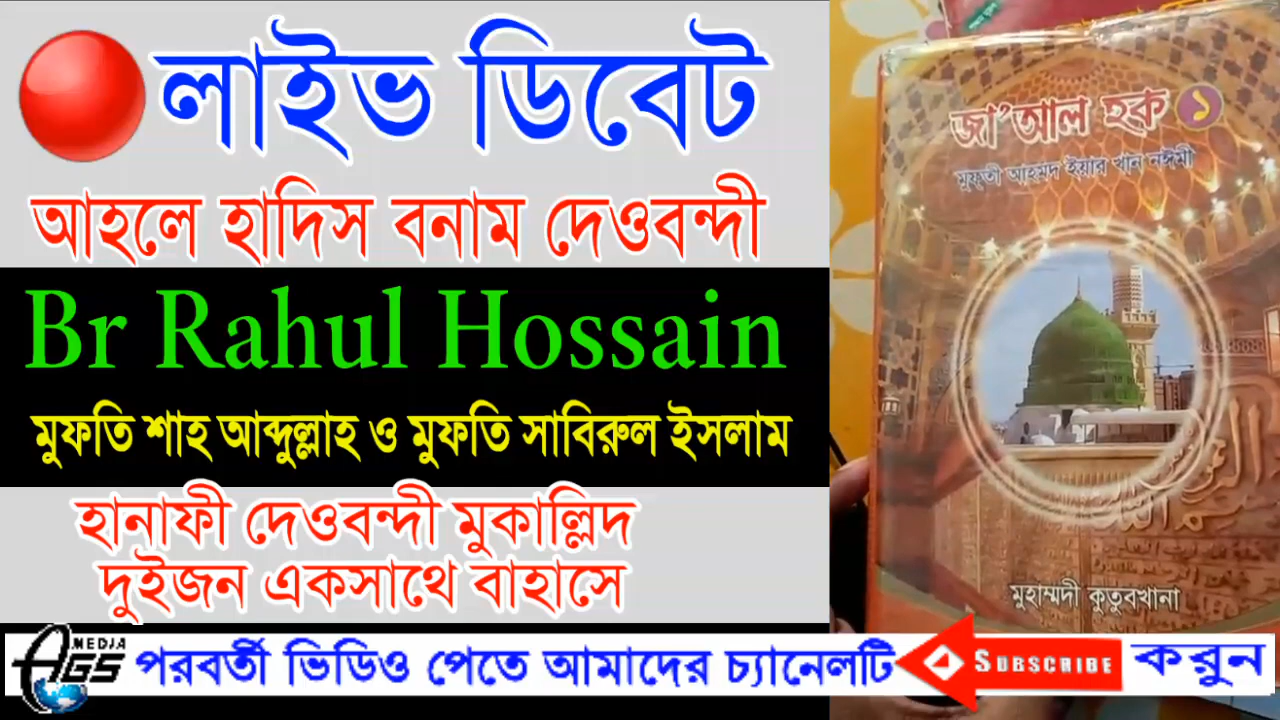 লাইভ ডিবেট
আহলে হাদিস বনাম দেওবন্দী
Br Rahul Hossain
মুফতি শাহ আব্দুল্লাহ ও মুফতি সাবিরুল ইসলাম
হানাফী দেওবন্দী মুকাল্লিদ
দুইজন একসাথে বাহাসে
জা'আল হক ১
মুফতী আহমদ ইয়ার খান নঈমী
মুহাম্মদী কুতুবখানা
AGS MEDIA
পরবর্তী ভিডিও পেতে আমাদের চ্যানেলটি SUBSCRIBE করুন